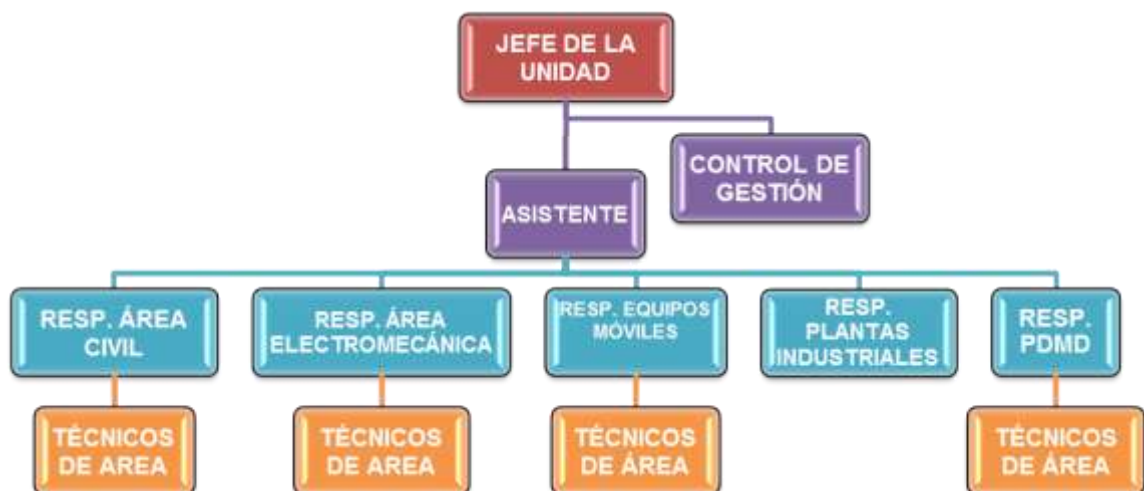 JEFE DE LA
UNIDAD
CONTROL DE
GESTIÓN
ASISTENTE
RESP. ÁREA
CIVIL
RESP. ÁREA
ELECTROMECÁNICA
RESP. EQUIPOS
MÓVILES
RESP.
PLANTAS
INDUSTRIALES
RESP.
PDMD
TÉCNICOS
DE AREA
TÉCNICOS
DE AREA
TÉCNICOS
DE ÁREA
TÉCNICOS
DE ÁREA